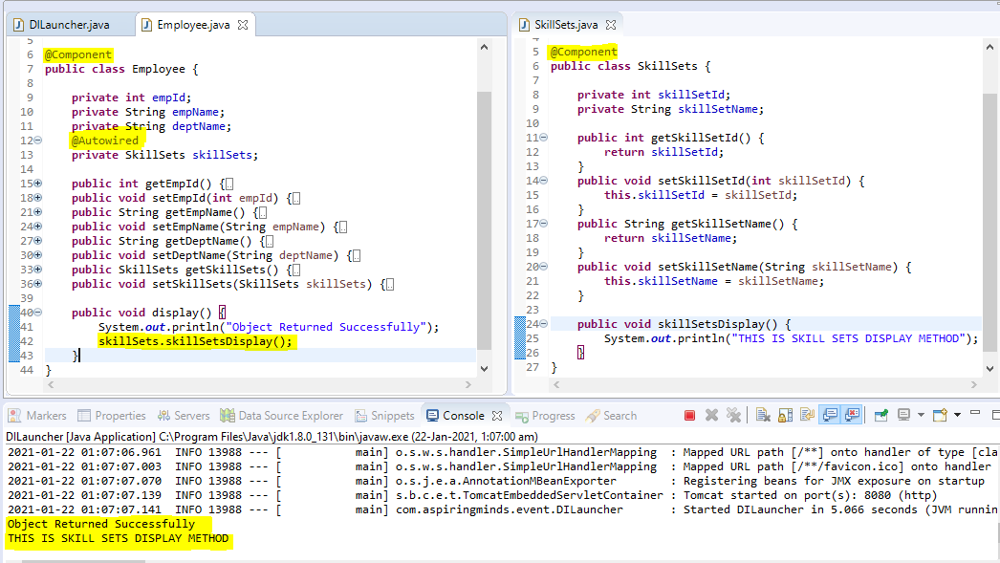 DILauncher.java
Employee.java
5
6 @Component
7 public class Employee {
8
9 private int empId;
10 private String empName;
11 private String deptName;
12 @Autowired
13 private SkillSets skillSets;
14
15 public int getEmpId() {
18 public void setEmpId(int empId) {
21 public String getEmpName() {
24 public void setEmpName(String empName) {
27 public String getDeptName() {
30 public void setDeptName(String deptName) {
33 public SkillSets getSkillSets() {
36 public void setSkillSets(SkillSets skillSets) {
39
40 public void display() {
41 System.out.println("Object Returned Successfully");
42 skillSets.skillSetsDisplay();
43 }
44 }
SkillSets.java
4
5 @Component
6 public class SkillSets {
7
8 private int skillSetId;
9 private String skillSetName;
10
11 public int getSkillSetId() {
12 return skillSetId;
13 }
14 public void setSkillSetId(int skillSetId) {
15 this.skillSetId = skillSetId;
16 }
17 public String getSkillSetName() {
18 return skillSetName;
19 }
20 public void setSkillSetName(String skillSetName) {
21 this.skillSetName = skillSetName;
22 }
23
24 public void skillSetsDisplay() {
25 System.out.println("THIS IS SKILL SETS DISPLAY METHOD");
26 }
27 }
Markers Properties Servers Data Source Explorer Snippets Console Progress Search
DILauncher [Java Application] C:\Program Files\Java\jdk1.8.0_131\bin\javaw.exe (22-Jan-2021, 1:07:00 am)
2021-01-22 01:07:06.961 INFO 13988 --- [ main] o.s.w.s.handler.SimpleUrlHandlerMapping : Mapped URL path [/**] onto handler of type [cla
2021-01-22 01:07:07.003 INFO 13988 --- [ main] o.s.w.s.handler.SimpleUrlHandlerMapping : Mapped URL path [/**/favicon.ico] onto handler
2021-01-22 01:07:07.070 INFO 13988 --- [ main] o.s.j.e.a.AnnotationMBeanExporter : Registering beans for JMX exposure on startup
2021-01-22 01:07:07.139 INFO 13988 --- [ main] s.b.c.e.t.TomcatEmbeddedServletContainer : Tomcat started on port(s): 8080 (http)
2021-01-22 01:07:07.141 INFO 13988 --- [ main] com.aspiringminds.event.DILauncher : Started DILauncher in 5.066 seconds (JVM runnin
Object Returned Successfully
THIS IS SKILL SETS DISPLAY METHOD